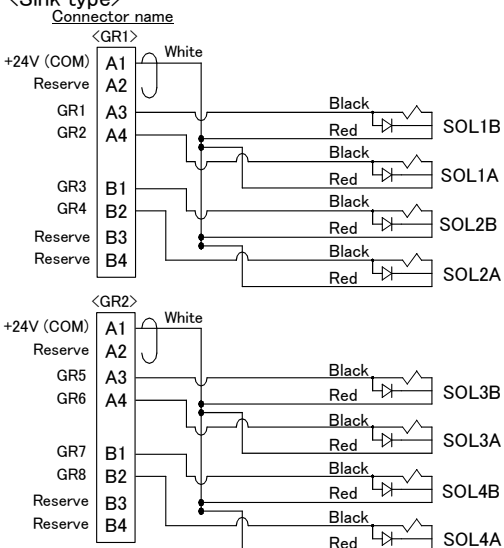 <Sink type>
Connector name
<GR1>
White
+24V (COM) A1
Reserve A2
GR1 A3 Black
Red SOL1B
GR2 A4 Black
Red SOL1A
GR3 B1 Black
Red SOL2B
GR4 B2 Black
Red SOL2A
Reserve B3
Reserve B4
<GR2>
White
+24V (COM) A1
Reserve A2
GR5 A3 Black
Red SOL3B
GR6 A4 Black
Red SOL3A
GR7 B1 Black
Red SOL4B
GR8 B2 Black
Red SOL4A
Reserve B3
Reserve B4